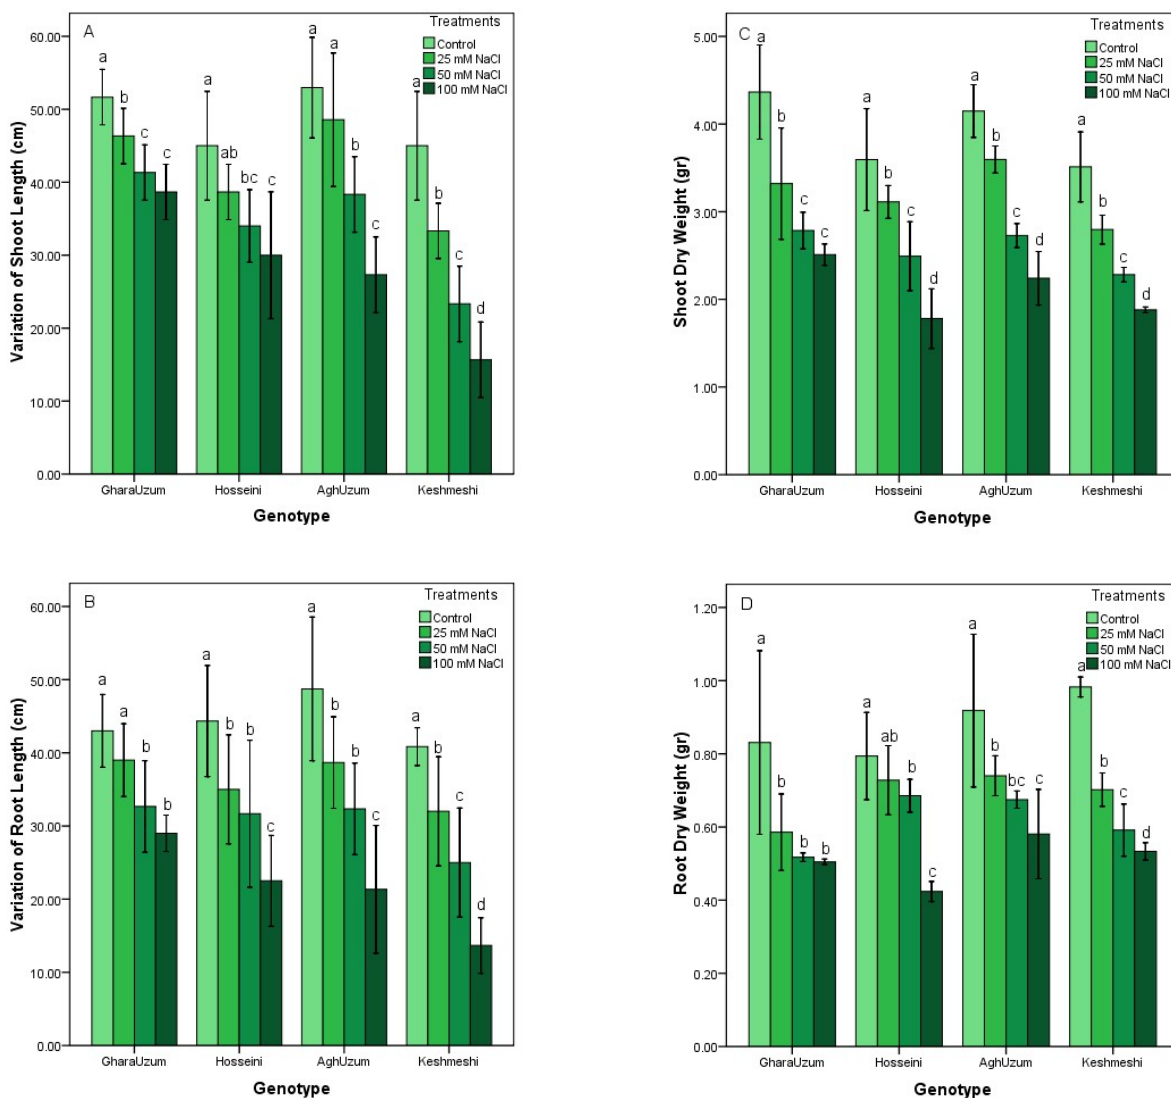 A
Treatments
Control
25 mM NaCl
50 mM NaCl
100 mM NaCl
Variation of Shoot Length (cm)
60.00
50.00
40.00
30.00
20.00
10.00
0.00
a b c c
a ab bc c
a a b c
a b c d
GharaUzum Hosseini AghUzum Keshmeshi
Genotype
C
Treatments
Control
25 mM NaCl
50 mM NaCl
100 mM NaCl
Shoot Dry Weight (gr)
5.00
4.00
3.00
2.00
1.00
0.00
a b c c
a b c d
a b c d
a b c d
GharaUzum Hosseini AghUzum Keshmeshi
Genotype
B
Treatments
Control
25 mM NaCl
50 mM NaCl
100 mM NaCl
Variation of Root Length (cm)
60.00
50.00
40.00
30.00
20.00
10.00
0.00
a a b b
a b b c
a b b c
a b c d
GharaUzum Hosseini AghUzum Keshmeshi
Genotype
D
Treatments
Control
25 mM NaCl
50 mM NaCl
100 mM NaCl
Root Dry Weight (gr)
1.20
1.00
0.80
0.60
0.40
0.20
0.00
a b b b
a ab b c
a b bc c
a b c d
GharaUzum Hosseini AghUzum Keshmeshi
Genotype